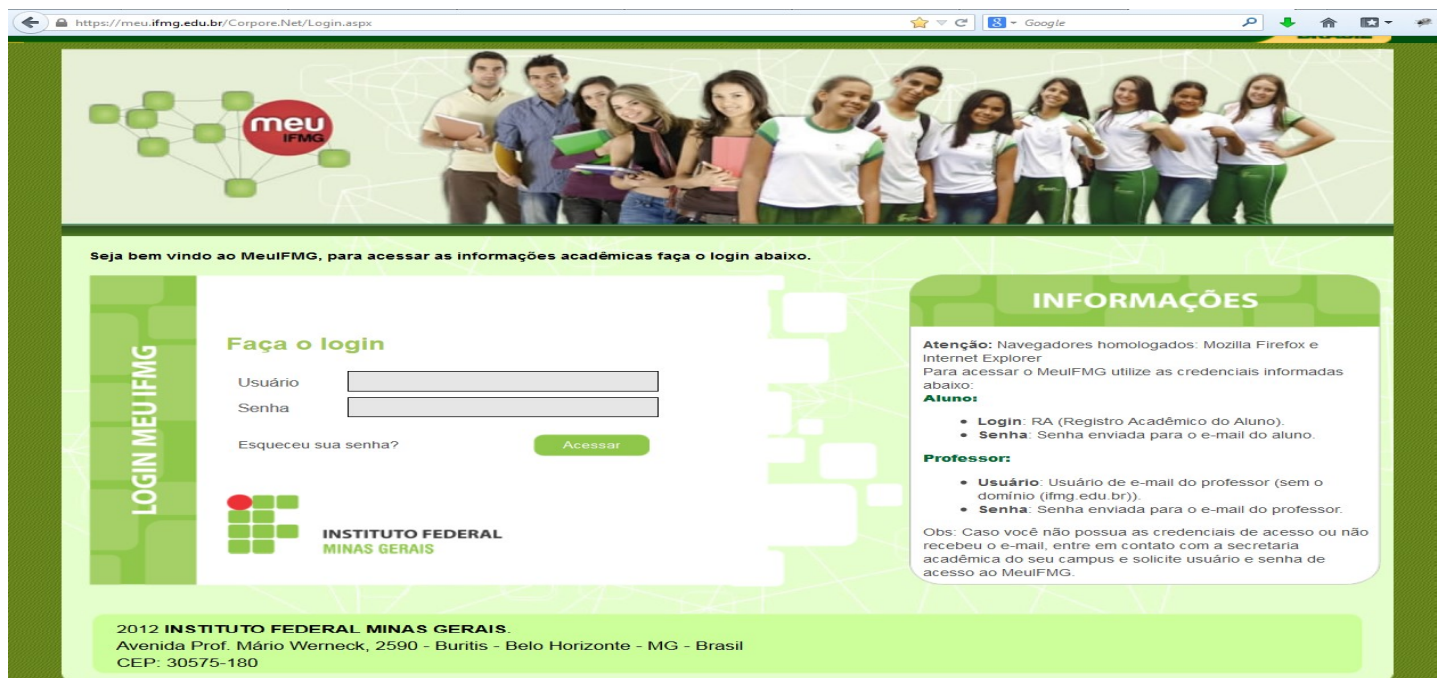 https://meu.ifmg.edu.br/Corpore.Net/Login.aspx
8
Google
BRASIL
meu
IFMG
Seja bem vindo ao MeuIFMG, para acessar as informações acadêmicas faça o login abaixo.
LOGIN MEU IFMG
Faça o login
Usuário
Senha
Esqueceu sua senha?
Acessar
INSTITUTO FEDERAL
MINAS GERAIS
INFORMAÇÕES
Atenção: Navegadores homologados: Mozilla Firefox e
Internet Explorer
Para acessar o MeuIFMG utilize as credenciais informadas
abaixo:
Aluno:
• Login: RA (Registro Acadêmico do Aluno).
• Senha: Senha enviada para o e-mail do aluno.
Professor:
• Usuário: Usuário de e-mail do professor (sem o
domínio (ifmg.edu.br)).
• Senha: Senha enviada para o e-mail do professor.
Obs: Caso você não possua as credenciais de acesso ou não
recebeu o e-mail, entre em contato com a secretaria
acadêmica do seu campus e solicite usuário e senha de
acesso ao MeuIFMG.
2012 INSTITUTO FEDERAL MINAS GERAIS.
Avenida Prof. Mário Werneck, 2590 - Buritis - Belo Horizonte - MG - Brasil
CEP: 30575-180